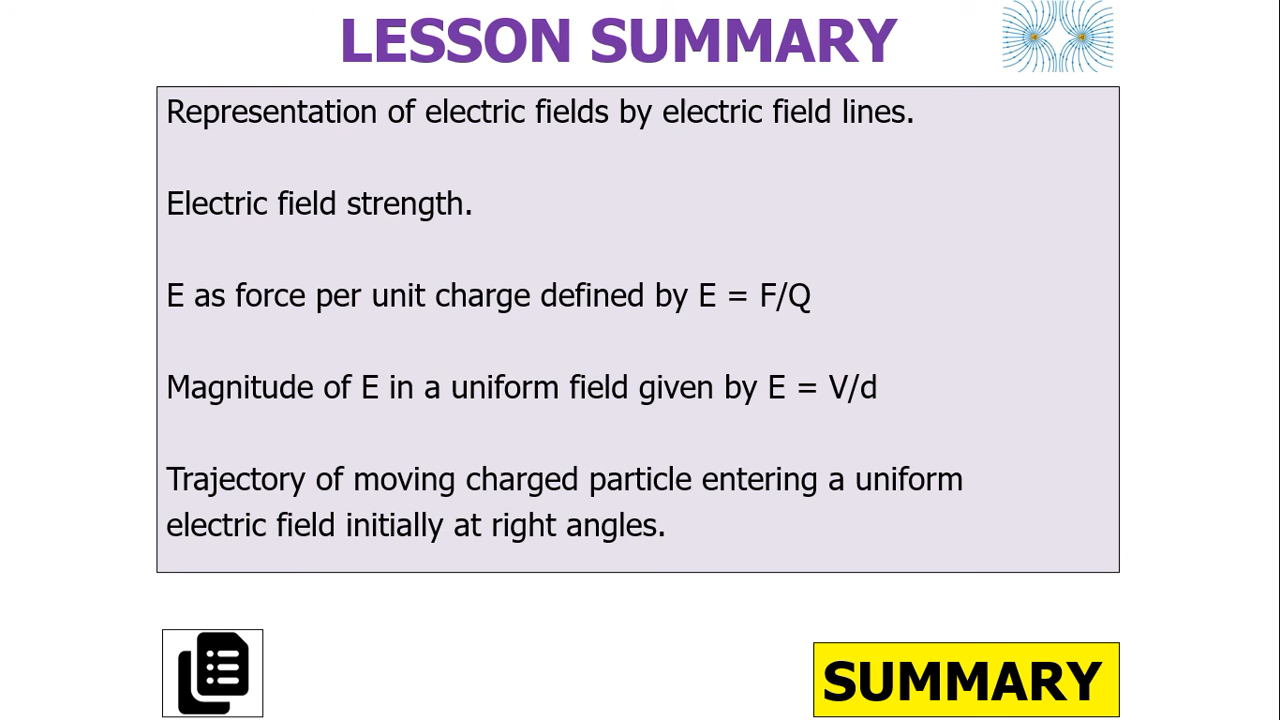 LESSON SUMMARY
Representation of electric fields by electric field lines.
Electric field strength.
E as force per unit charge defined by E = F/Q
Magnitude of E in a uniform field given by E = V/d
Trajectory of moving charged particle entering a uniform
electric field initially at right angles.
SUMMARY